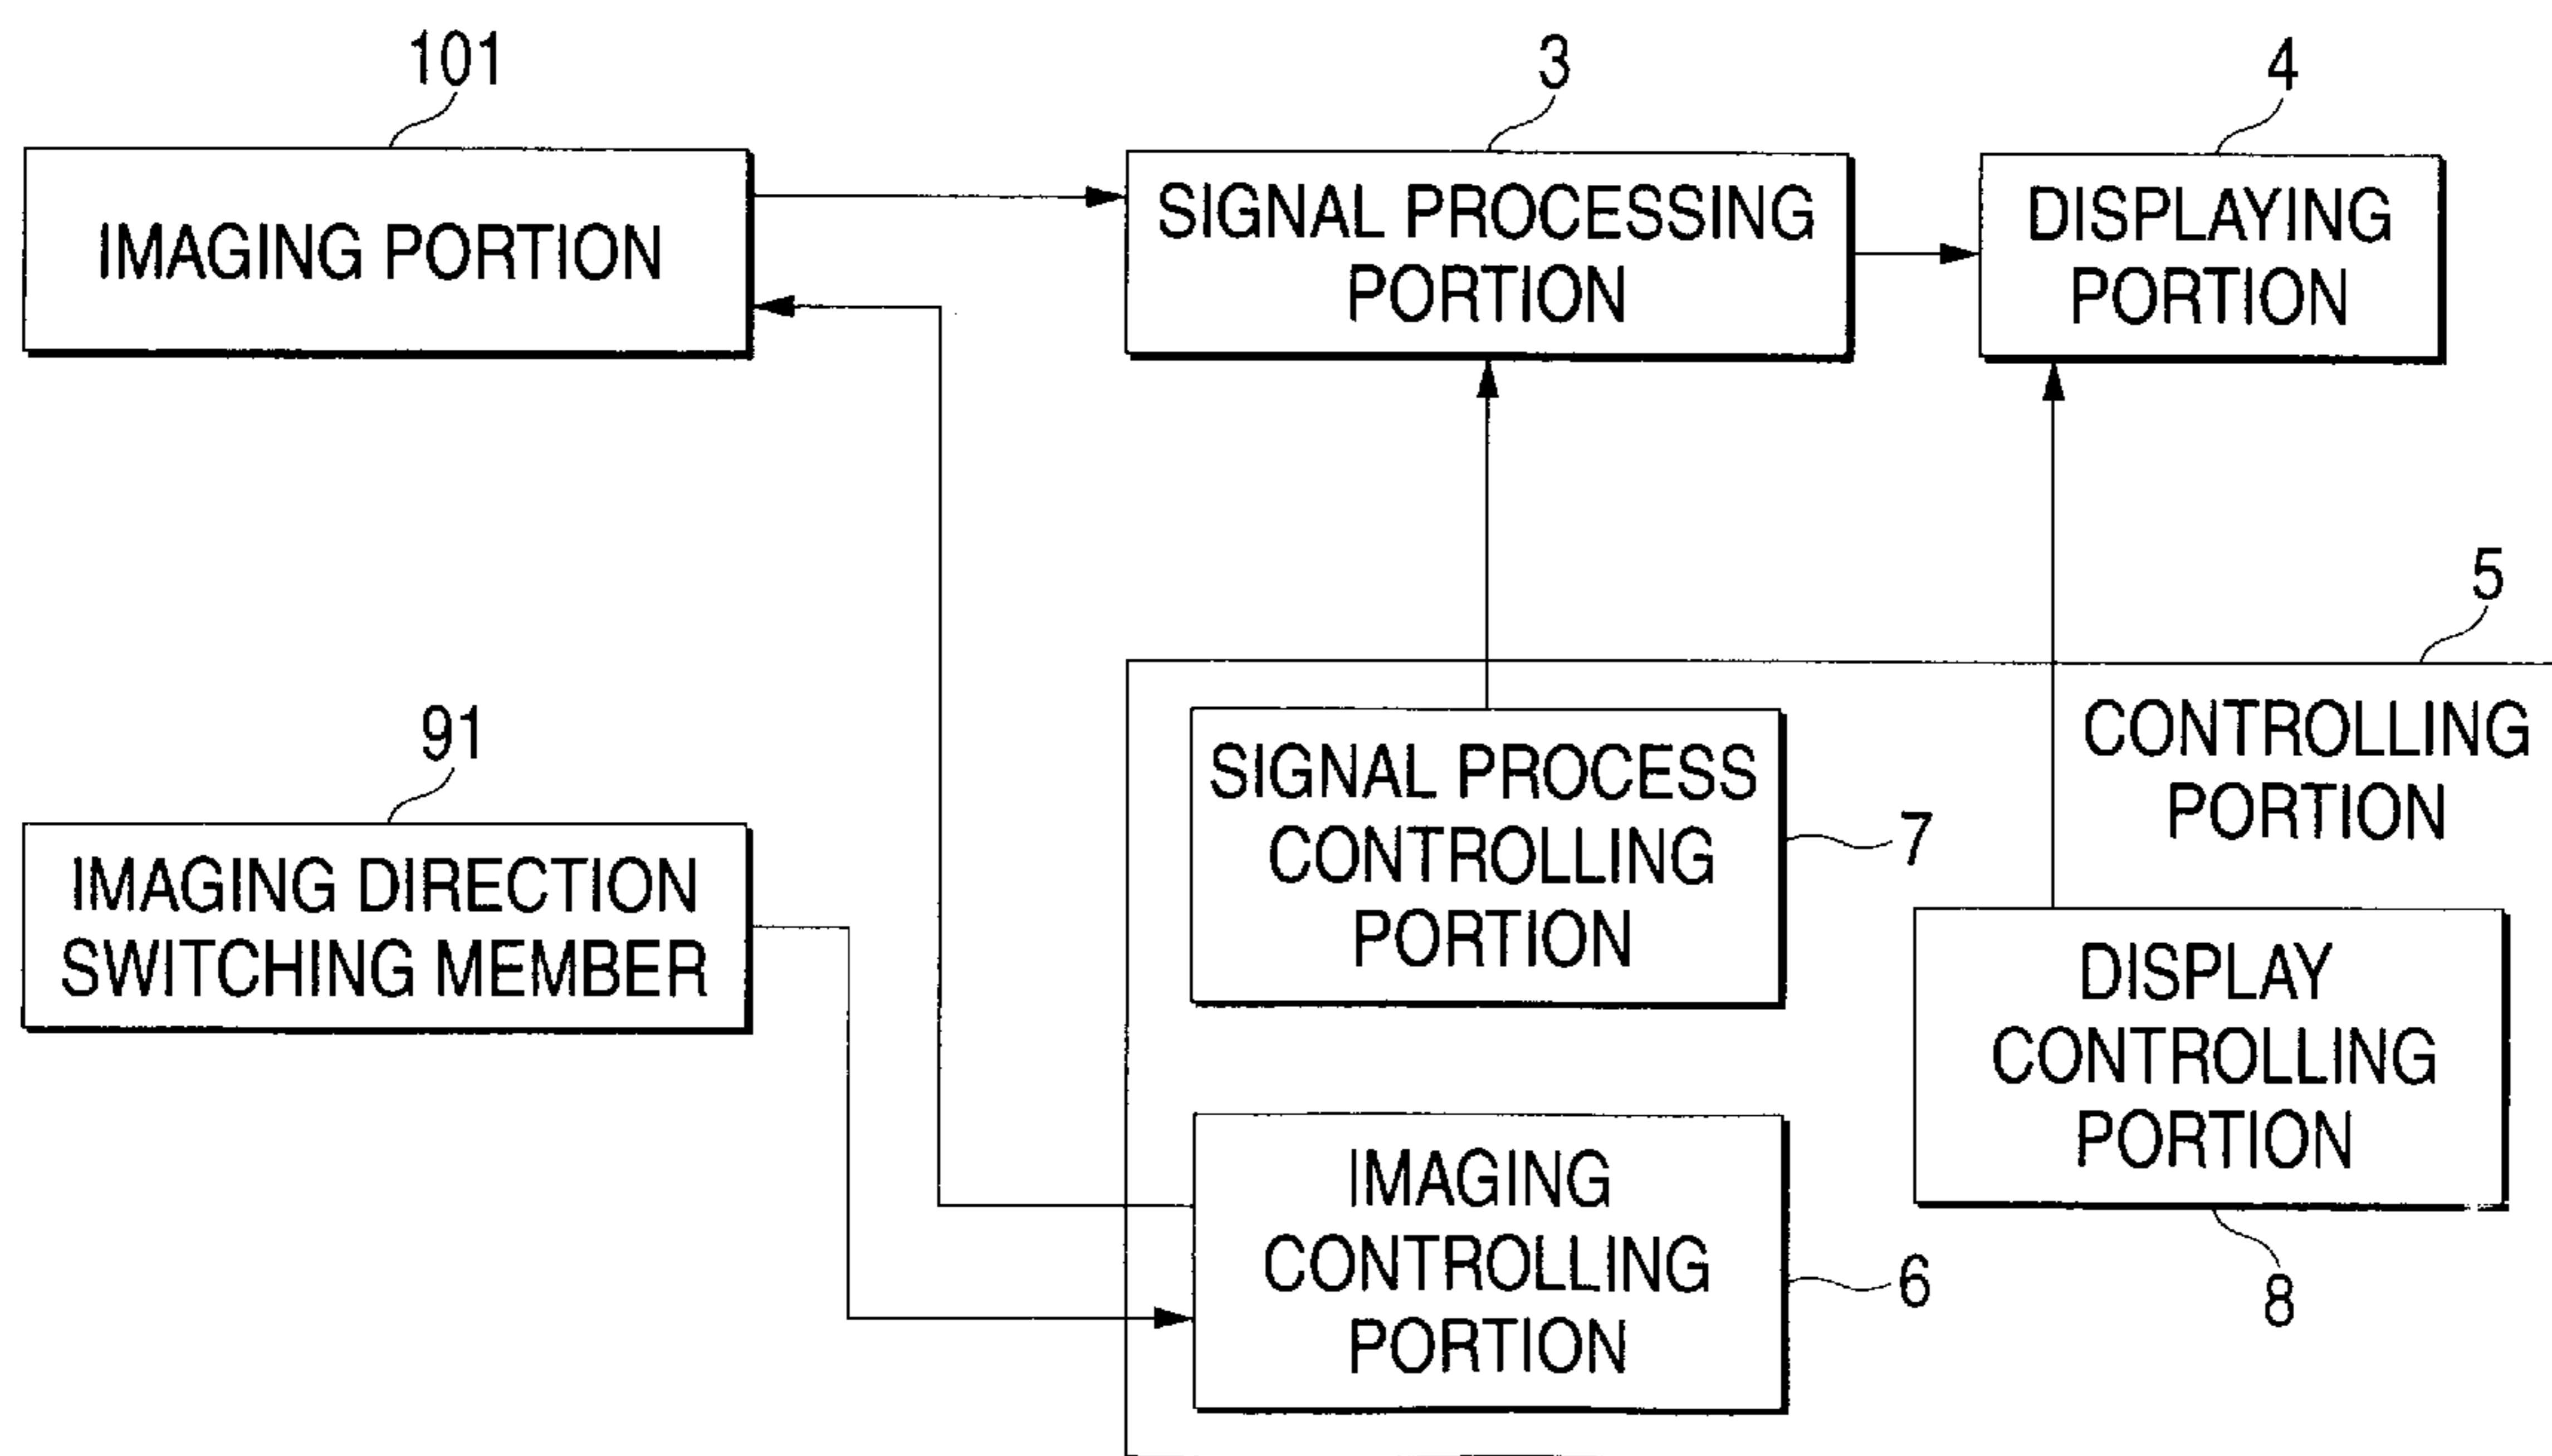 101
IMAGING PORTION
3
SIGNAL PROCESSING
PORTION
4
DISPLAYING
PORTION
5
CONTROLLING
PORTION
91
IMAGING DIRECTION
SWITCHING MEMBER
SIGNAL PROCESS
CONTROLLING
PORTION
7
DISPLAY
CONTROLLING
PORTION
8
IMAGING
CONTROLLING
PORTION
6